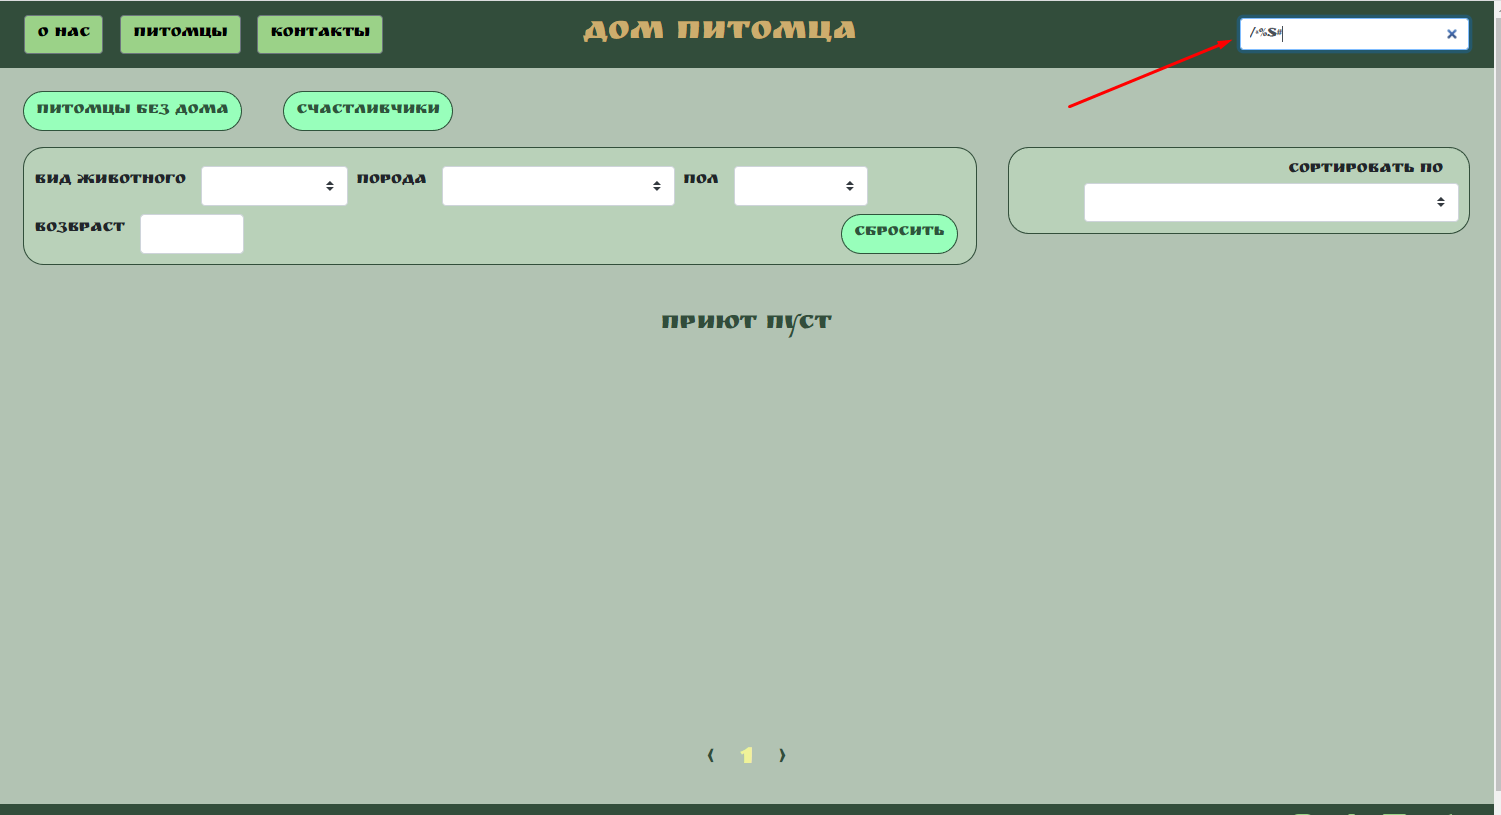 о нас питомцы контакты дом питомца /*%$#
питомцы без дома счастливчики
вид животного порода пол
сортировать по
возвраст сбросить
приют пуст
‹ 1 ›